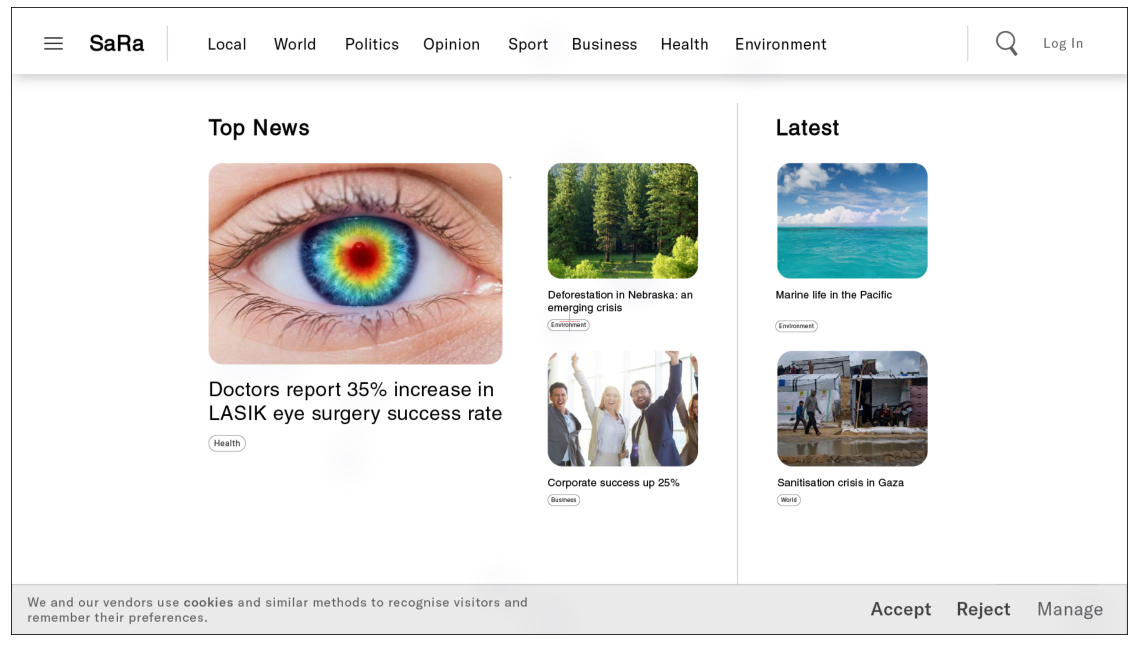 SaRa
Local World Politics Opinion Sport Business Health Environment
Log In
Top News
Doctors report 35% increase in
LASIK eye surgery success rate
Health
Deforestation in Nebraska: an
emerging crisis
Environment
Corporate success up 25%
Business
Latest
Marine life in the Pacific
Environment
Sanitisation crisis in Gaza
World
We and our vendors use cookies and similar methods to recognise visitors and
remember their preferences.
Accept Reject Manage